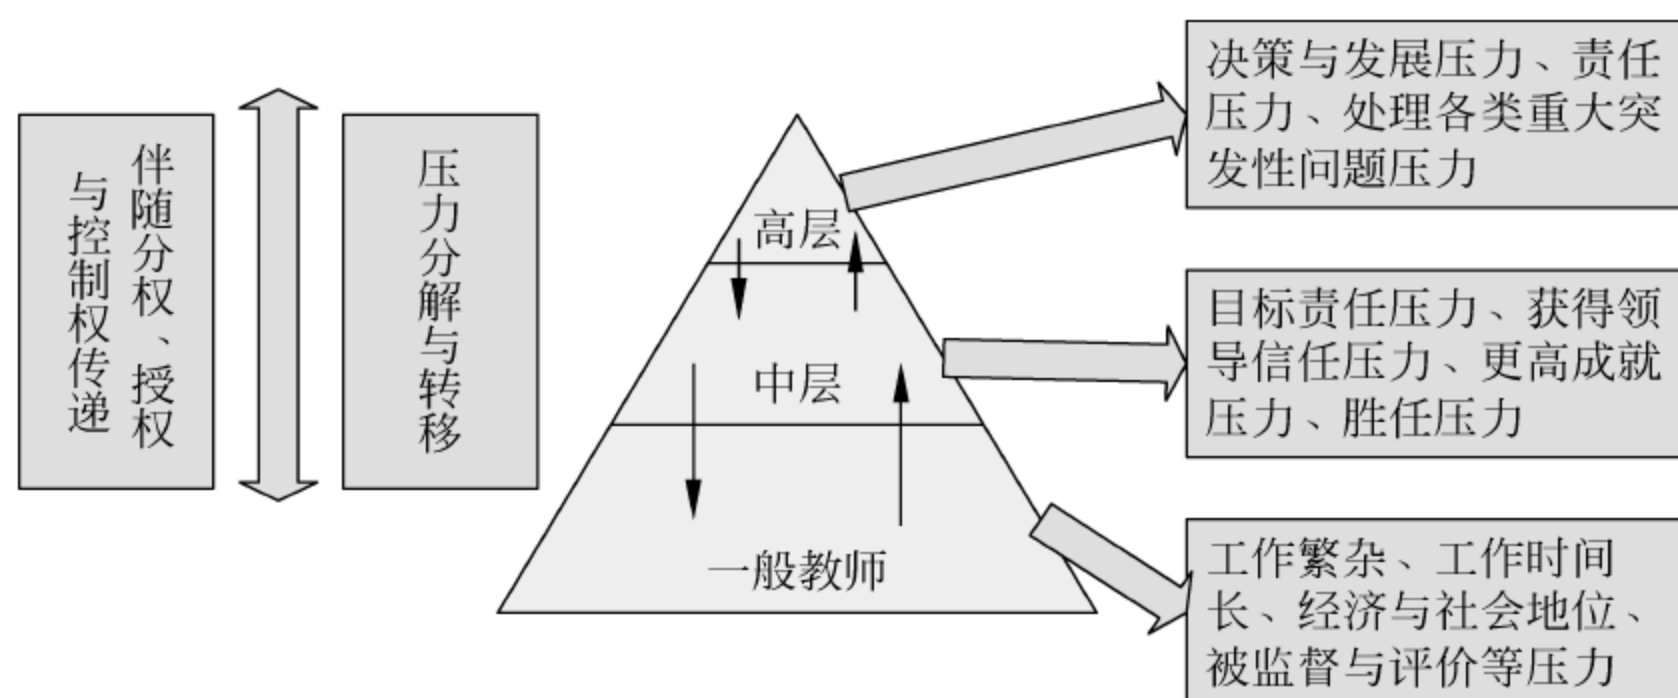 伴随分权、授权
与控制权传递
压力分解与转移
高层
中层
一般教师
决策与发展压力、责任
压力、处理各类重大突
发性问题压力
目标责任压力、获得领
导信任压力、更高成就
压力、胜任压力
工作繁杂、工作时间
长、经济与社会地位、
被监督与评价等压力